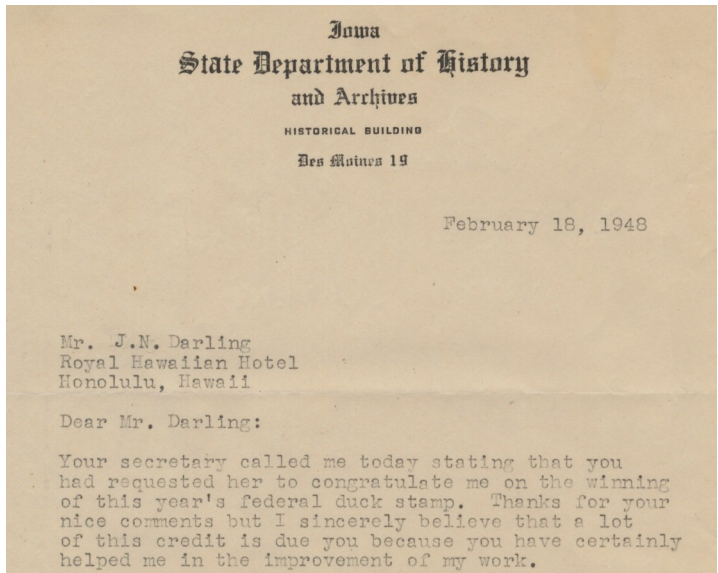 Iowa
State Department of History
and Archives
HISTORICAL BUILDING
Des Moines 19
February 18, 1948
Mr. J.N. Darling
Royal Hawaiian Hotel
Honolulu, Hawaii
Dear Mr. Darling:
Your secretary called me today stating that you
had requested her to congratulate me on the winning
of this year's federal duck stamp. Thanks for your
nice comments but I sincerely believe that a lot
of this credit is due you because you have certainly
helped me in the improvement of my work.